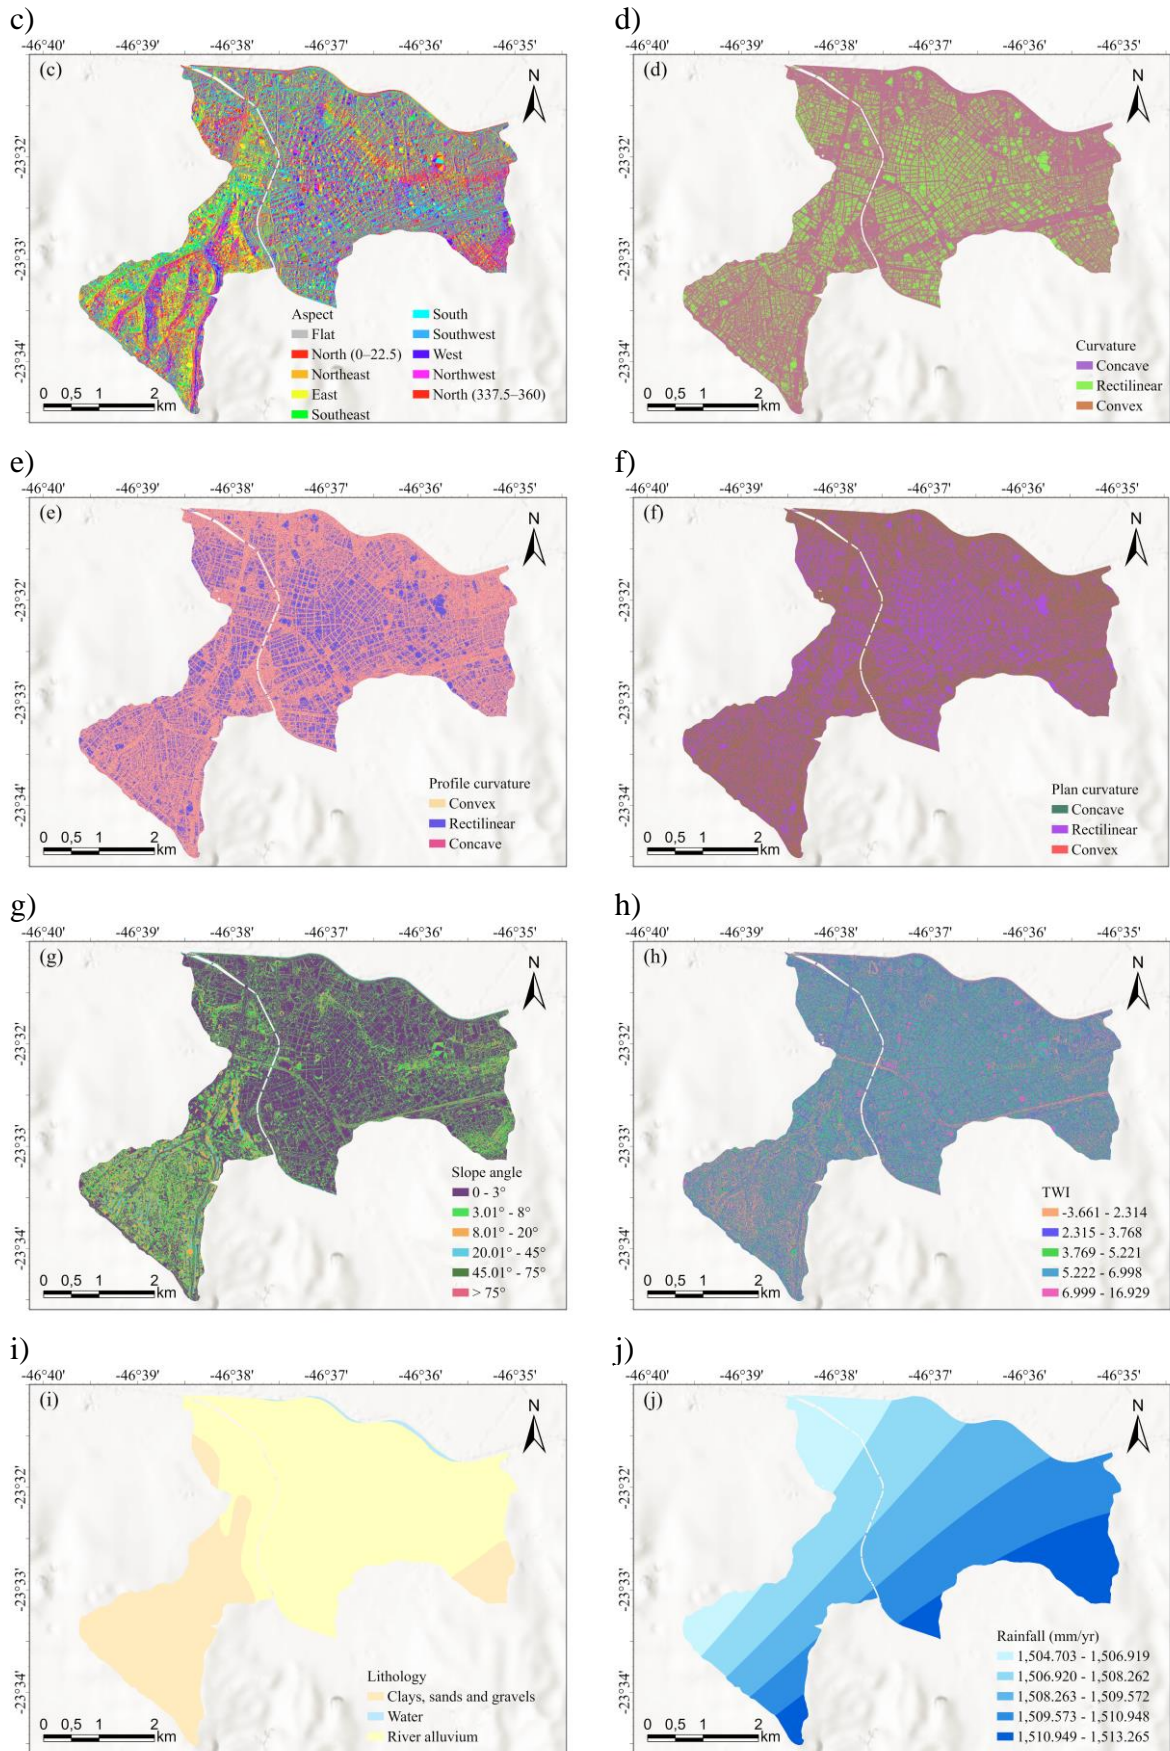 c)
d)
-46°40' -46°39' -46°38' -46°37' -46°36' -46°35'
(c)
N
-23°32'
-23°33'
-23°34'
Aspect
Flat
North (0–22.5)
Northeast
East
Southeast
South
Southwest
West
Northwest
North (337.5–360)
0 0,5 1 2
km
-46°40' -46°39' -46°38' -46°37' -46°36' -46°35'
(d)
N
-23°32'
-23°33'
-23°34'
Curvature
Concave
Rectilinear
Convex
0 0,5 1 2
km
e)
f)
-46°40' -46°39' -46°38' -46°37' -46°36' -46°35'
(e)
N
-23°32'
-23°33'
-23°34'
Profile curvature
Convex
Rectilinear
Concave
0 0,5 1 2
km
-46°40' -46°39' -46°38' -46°37' -46°36' -46°35'
(f)
N
-23°32'
-23°33'
-23°34'
Plan curvature
Concave
Rectilinear
Convex
0 0,5 1 2
km
g)
h)
-46°40' -46°39' -46°38' -46°37' -46°36' -46°35'
(g)
N
-23°32'
-23°33'
-23°34'
Slope angle
0 - 3°
3.01° - 8°
8.01° - 20°
20.01° - 45°
45.01° - 75°
> 75°
0 0,5 1 2
km
-46°40' -46°39' -46°38' -46°37' -46°36' -46°35'
(h)
N
-23°32'
-23°33'
-23°34'
TWI
-3.661 - 2.314
2.315 - 3.768
3.769 - 5.221
5.222 - 6.998
6.999 - 16.929
0 0,5 1 2
km
i)
j)
-46°40' -46°39' -46°38' -46°37' -46°36' -46°35'
(i)
N
-23°32'
-23°33'
-23°34'
Lithology
Clays, sands and gravels
Water
River alluvium
0 0,5 1 2
km
-46°40' -46°39' -46°38' -46°37' -46°36' -46°35'
(j)
N
-23°32'
-23°33'
-23°34'
Rainfall (mm/yr)
1,504.703 - 1,506.919
1,506.920 - 1,508.262
1,508.263 - 1,509.572
1,509.573 - 1,510.948
1,510.949 - 1,513.265
0 0,5 1 2
km